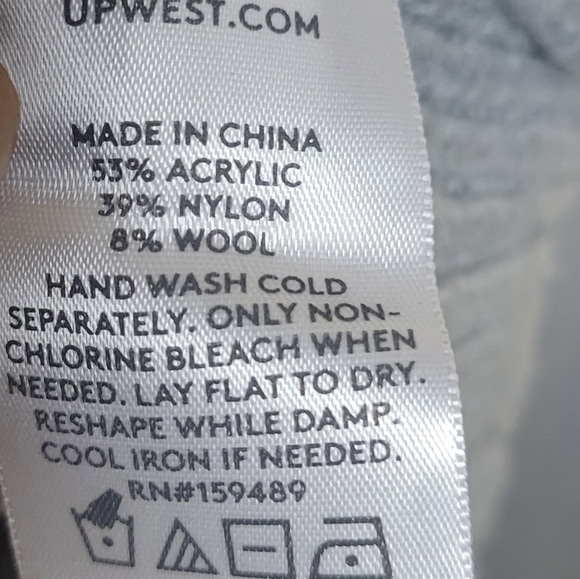 UPWEST.COM
MADE IN CHINA
53% ACRYLIC
39% NYLON
8% WOOL
HAND WASH COLD
SEPARATELY. ONLY NON-
CHLORINE BLEACH WHEN
NEEDED. LAY FLAT TO DRY.
RESHAPE WHILE DAMP.
COOL IRON IF NEEDED.
RN#159489